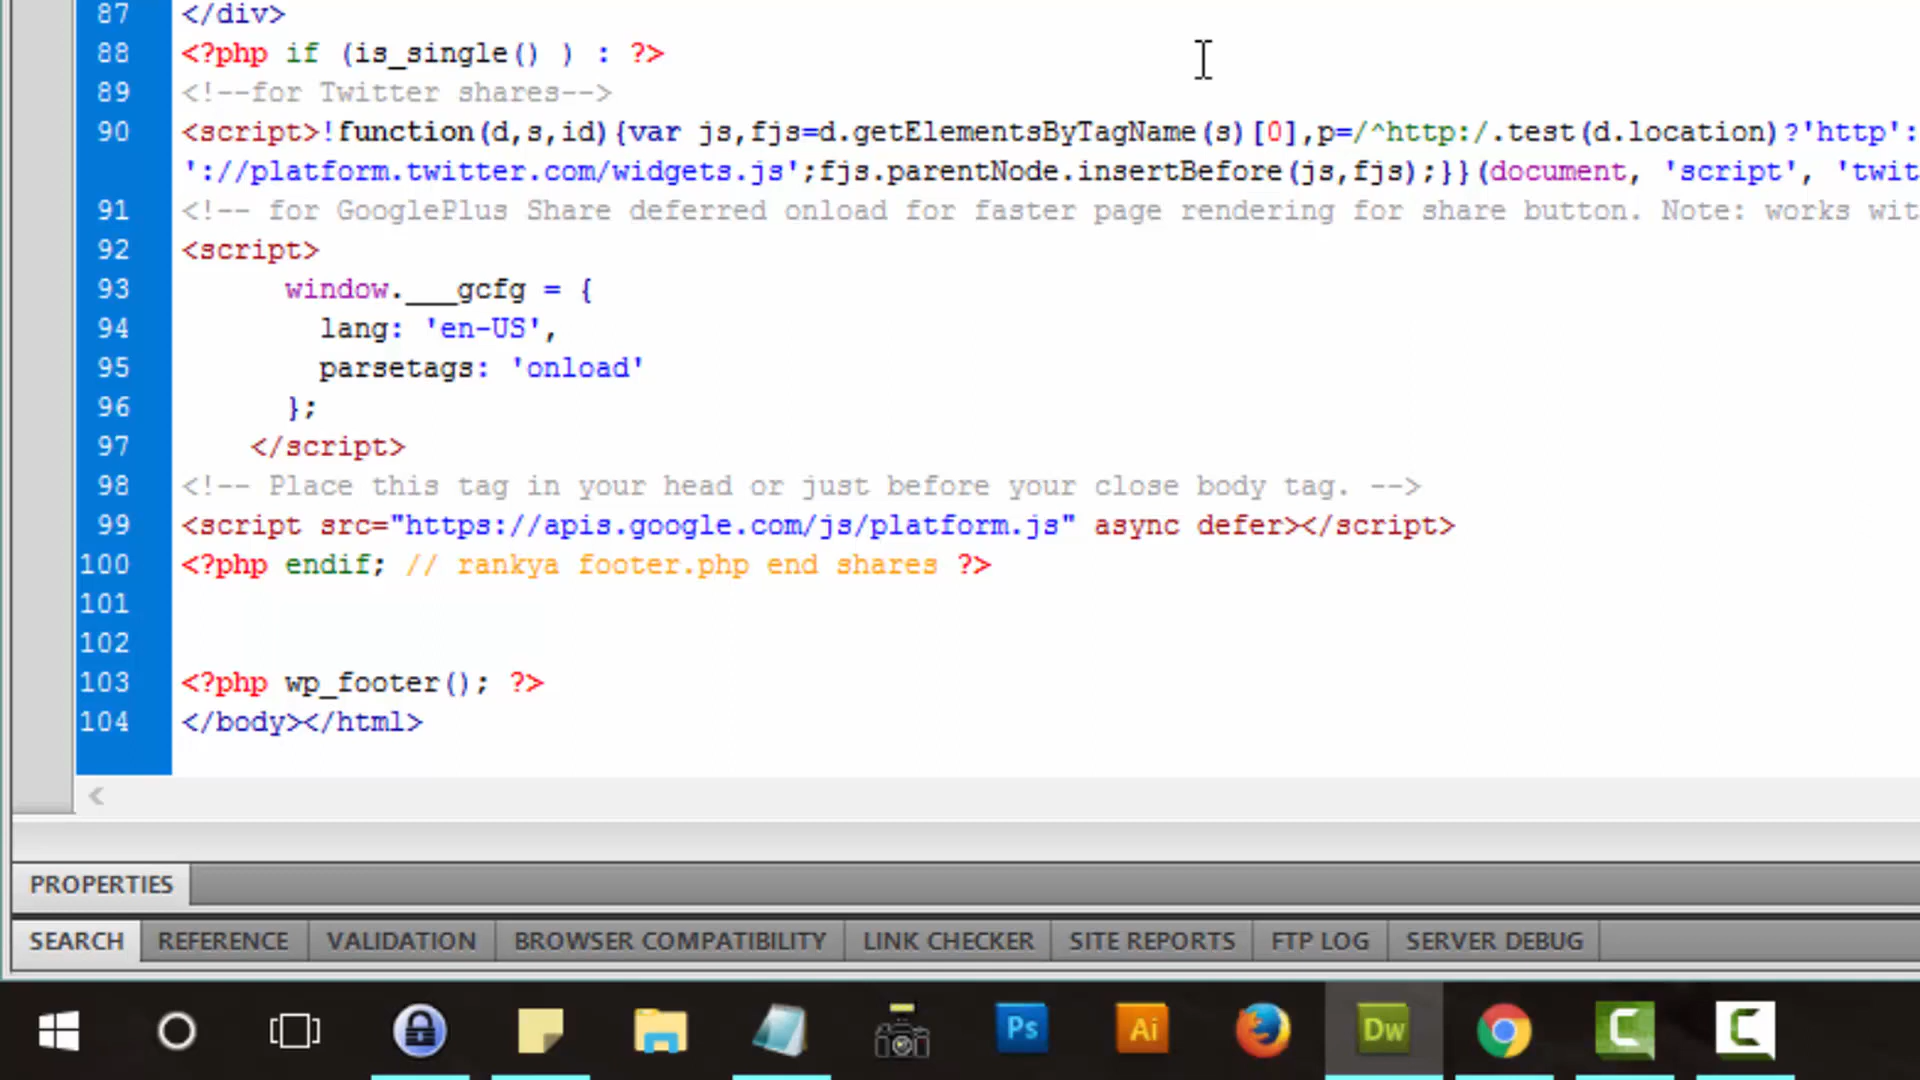 87 </div>
88 <?php if (is_single() ) : ?>
89 <!--for Twitter shares-->
90 <script>!function(d,s,id){var js,fjs=d.getElementsByTagName(s)[0],p=/^http:/.test(d.location)?'http':
'://platform.twitter.com/widgets.js';fjs.parentNode.insertBefore(js,fjs);}}(document, 'script', 'twit
91 <!-- for GooglePlus Share deferred onload for faster page rendering for share button. Note: works wit
92 <script>
93 window.___gcfg = {
94 lang: 'en-US',
95 parsetags: 'onload'
96 };
97 </script>
98 <!-- Place this tag in your head or just before your close body tag. -->
99 <script src="https://apis.google.com/js/platform.js" async defer></script>
100 <?php endif; // rankya footer.php end shares ?>
101
102
103 <?php wp_footer(); ?>
104 </body></html>
PROPERTIES
SEARCH REFERENCE VALIDATION BROWSER COMPATIBILITY LINK CHECKER SITE REPORTS FTP LOG SERVER DEBUG
Ps Ai Dw